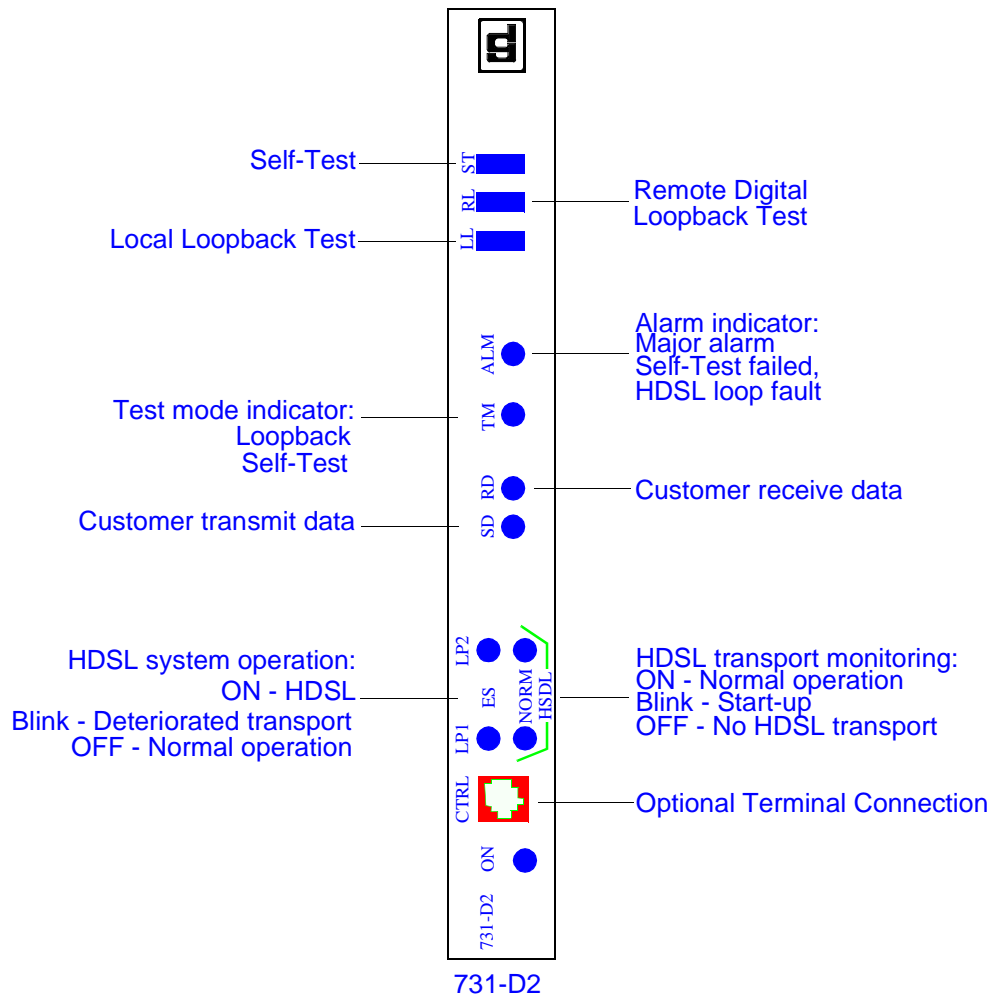 Self-Test
ST
RL
Remote Digital
Loopback Test
Local Loopback Test
LL
Alarm indicator:
Major alarm
Self-Test failed,
HDSL loop fault
ALM
Test mode indicator:
Loopback
Self-Test
TM
RD
Customer receive data
Customer transmit data
SD
HDSL system operation:
ON - HDSL
Blink - Deteriorated transport
OFF - Normal operation
LP2
ES
LP1
NORM
HSDL
HDSL transport monitoring:
ON - Normal operation
Blink - Start-up
OFF - No HDSL transport
CTRL
Optional Terminal Connection
ON
731-D2
731-D2